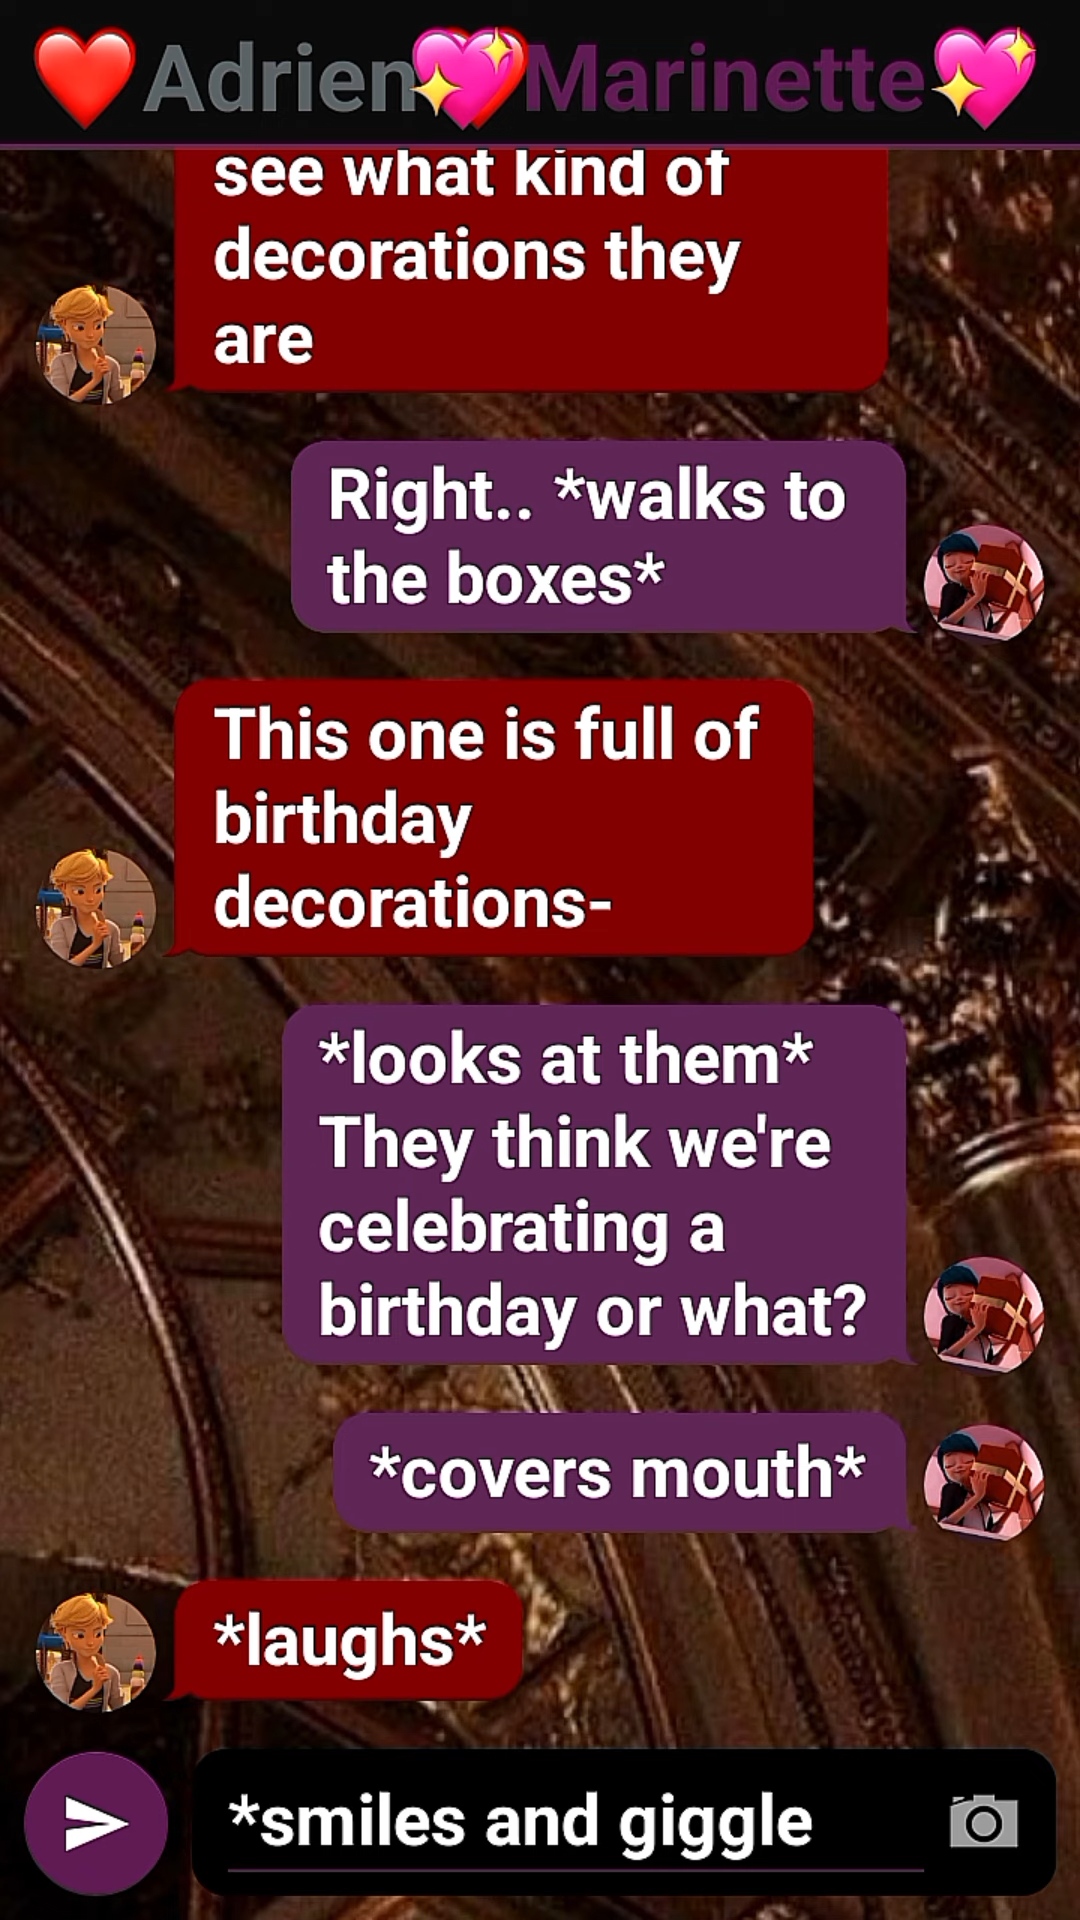 ❤️Adrien💖Marinette💖
see what kind of
decorations they
are
Right.. *walks to
the boxes*
This one is full of
birthday
decorations-
*looks at them*
They think we're
celebrating a
birthday or what?
*covers mouth*
*laughs*
*smiles and giggle